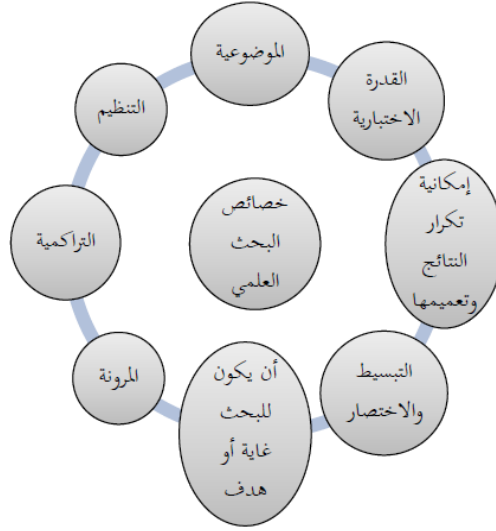 الموضوعية
القدرة
الاختبارية
إمكانية
تكرار
النتائج
وتعميمها
التبسيط
والاختصار
أن يكون
للبحث
غاية أو
هدف
المرونة
التراكمية
التنظيم
خصائص
البحث
العلمي